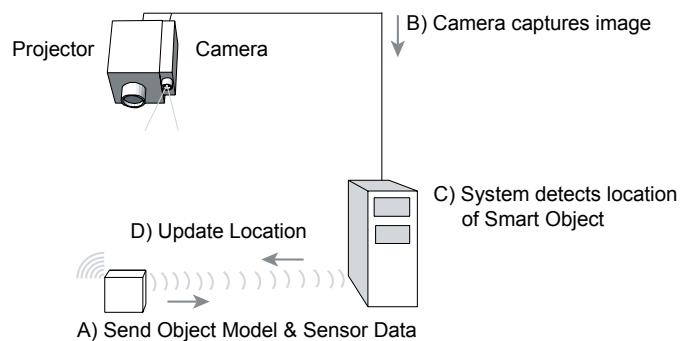 B) Camera captures image
Projector
Camera
C) System detects location
of Smart Object
D) Update Location
A) Send Object Model & Sensor Data